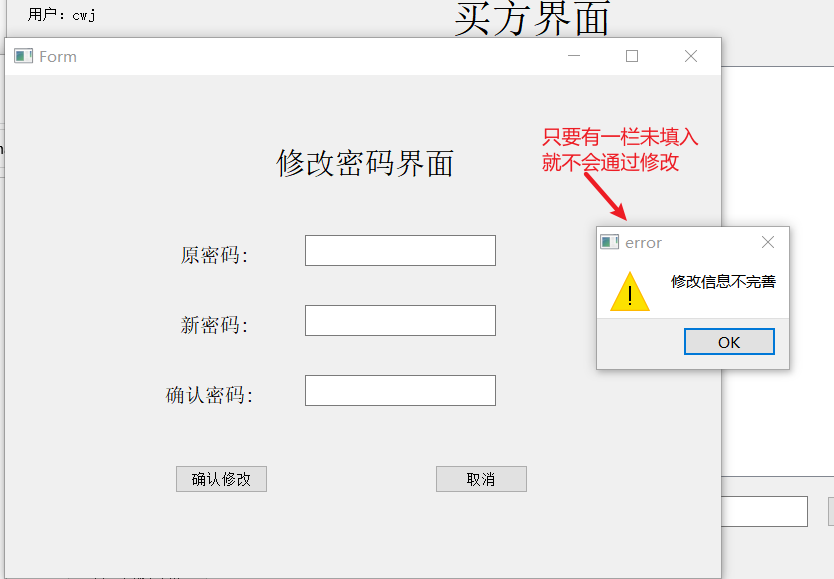 用户：cwj
买方界面
Form
修改密码界面
只要有一栏未填入
就不会通过修改
原密码：
error
修改信息不完善
新密码：
OK
确认密码：
确认修改
取消